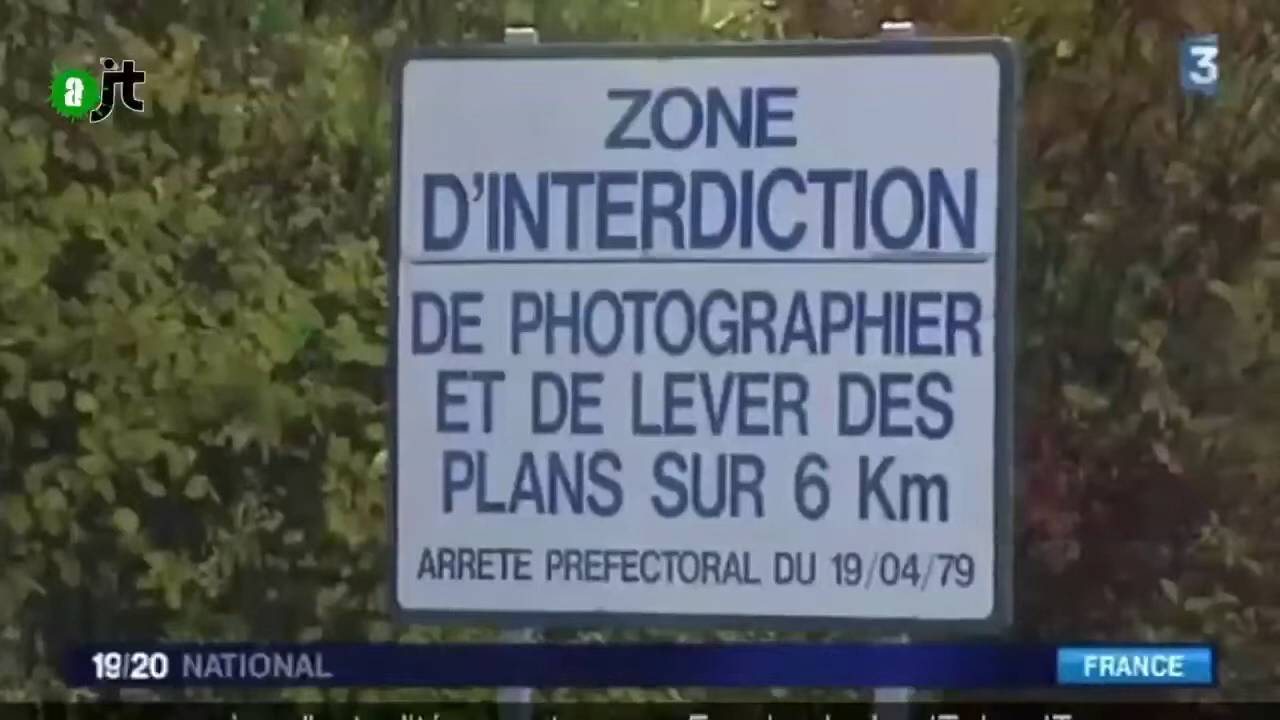 ajt
3
ZONE
D'INTERDICTION
DE PHOTOGRAPHIER
ET DE LEVER DES
PLANS SUR 6 Km
ARRETE PREFECTORAL DU 19/04/79
19/20 NATIONAL
FRANCE